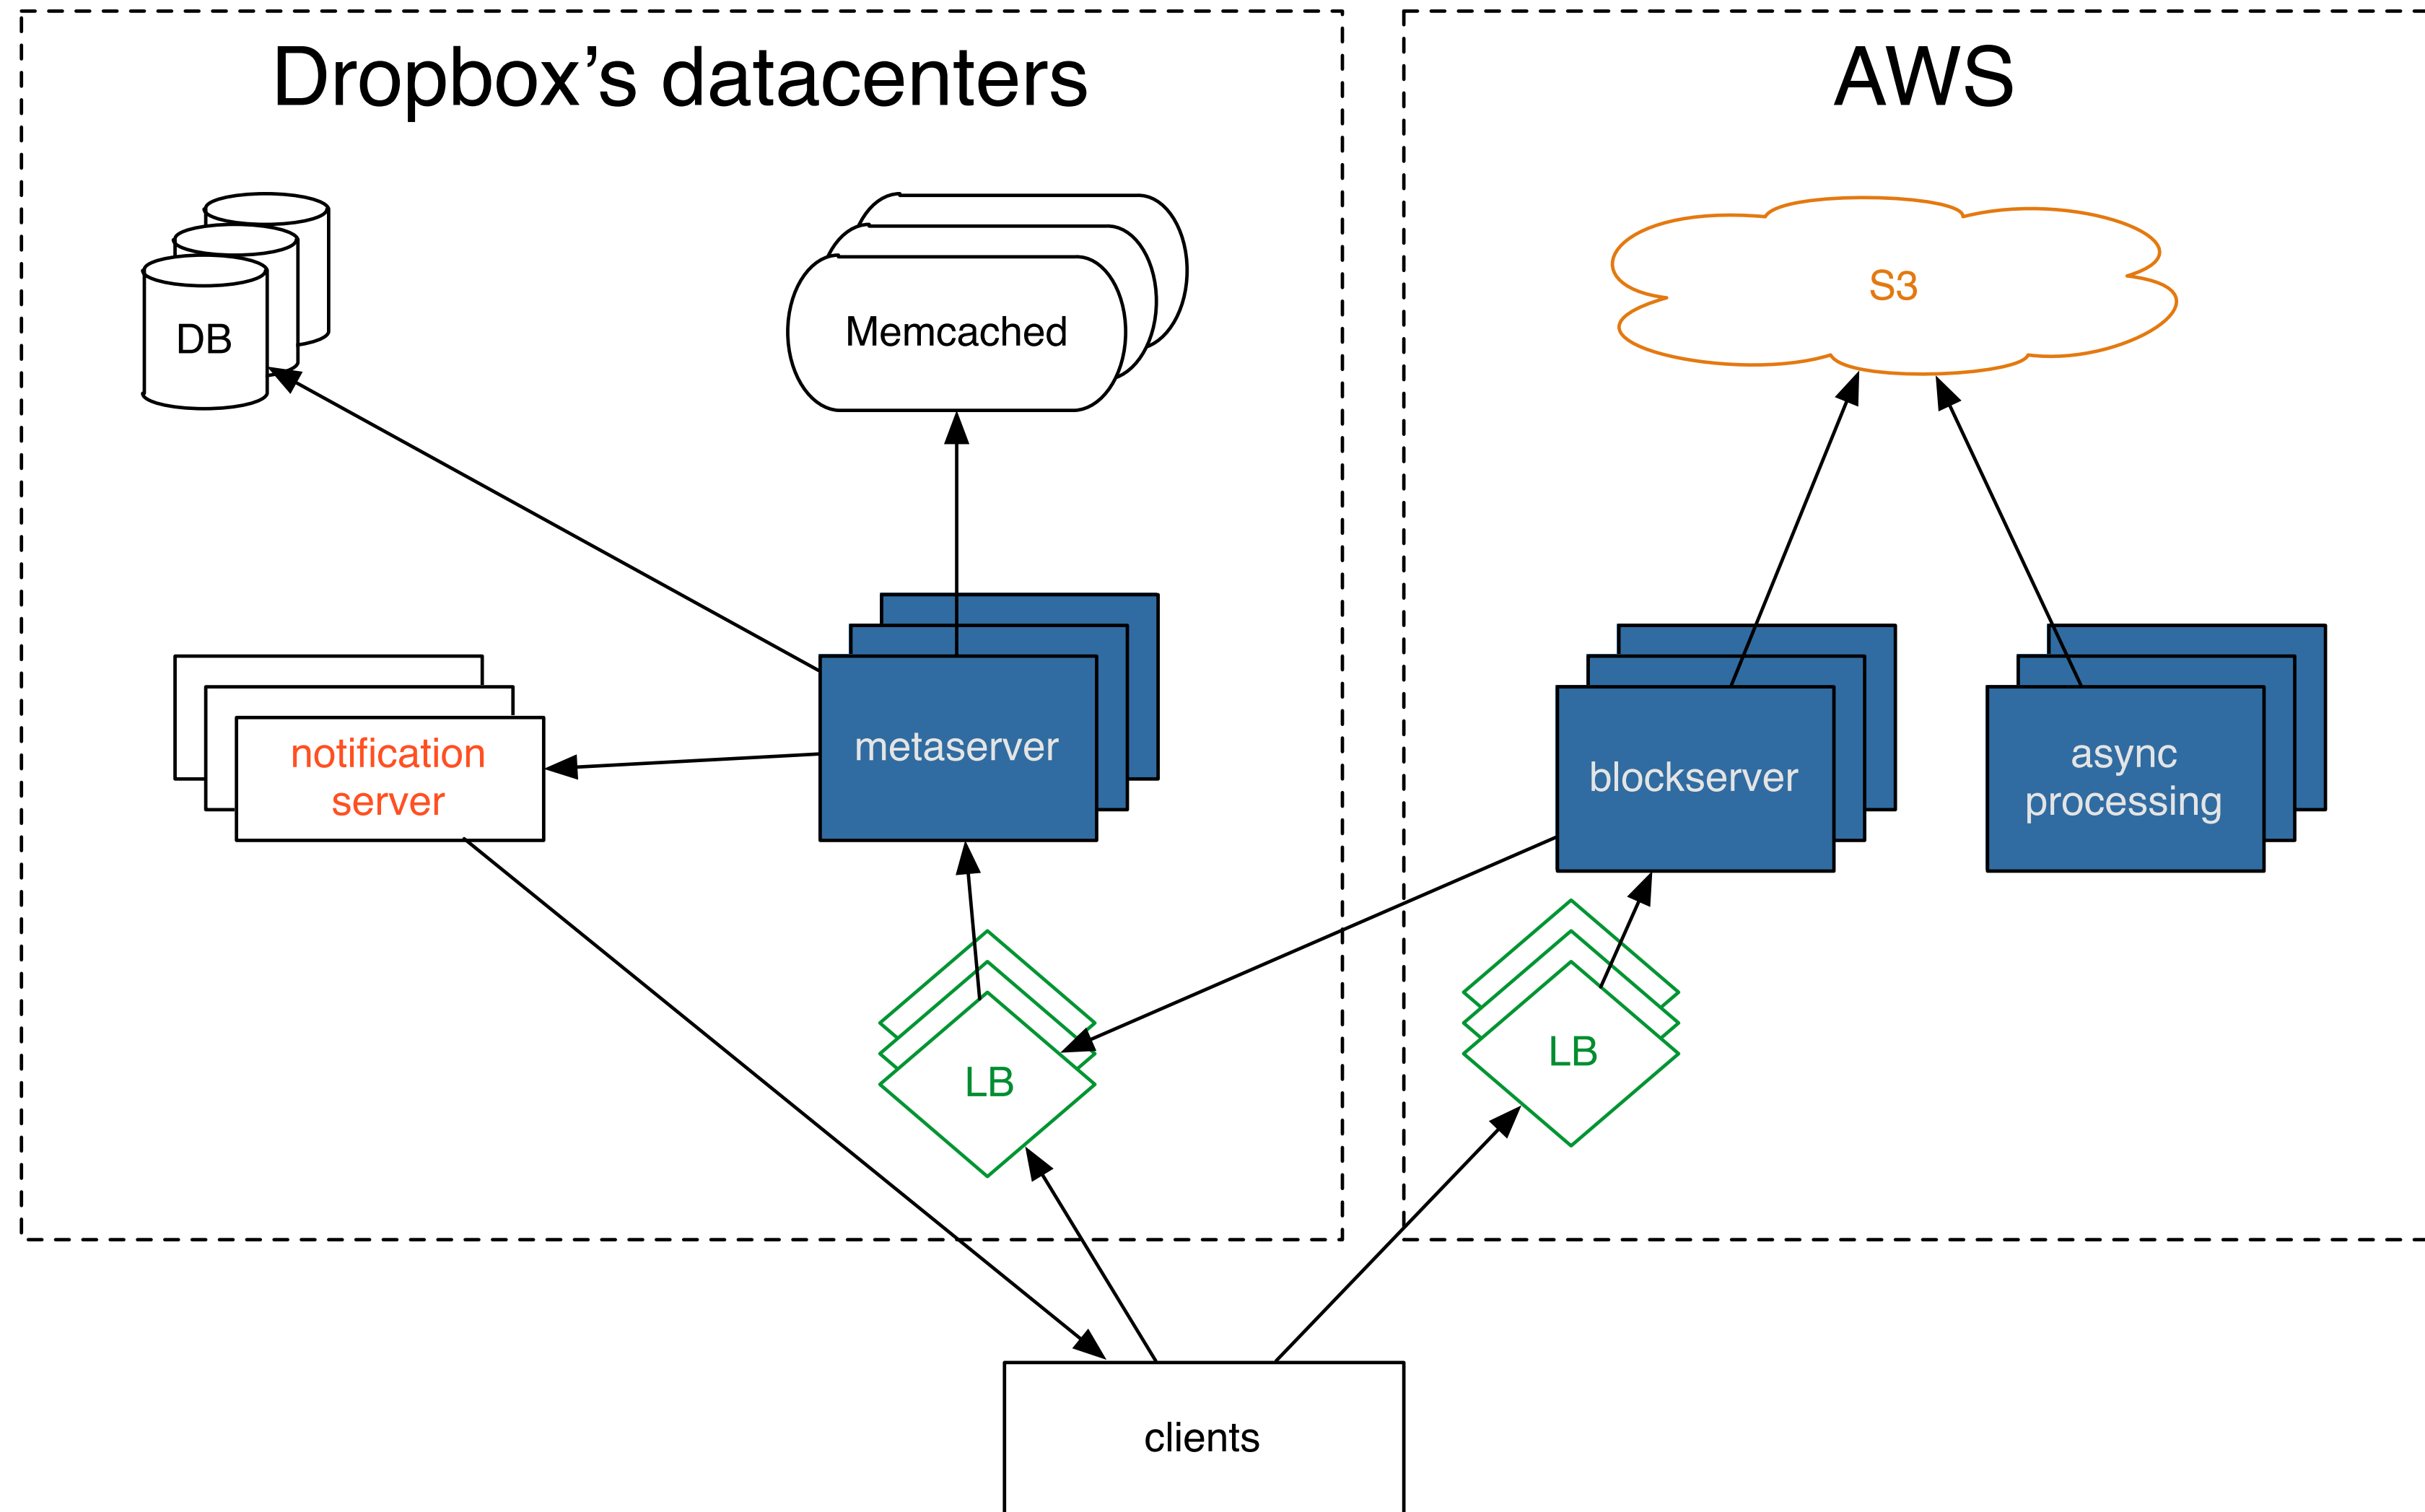 Dropbox’s datacenters
AWS
DB
Memcached
S3
notification
server
metaserver
blockserver
async
processing
LB
LB
clients